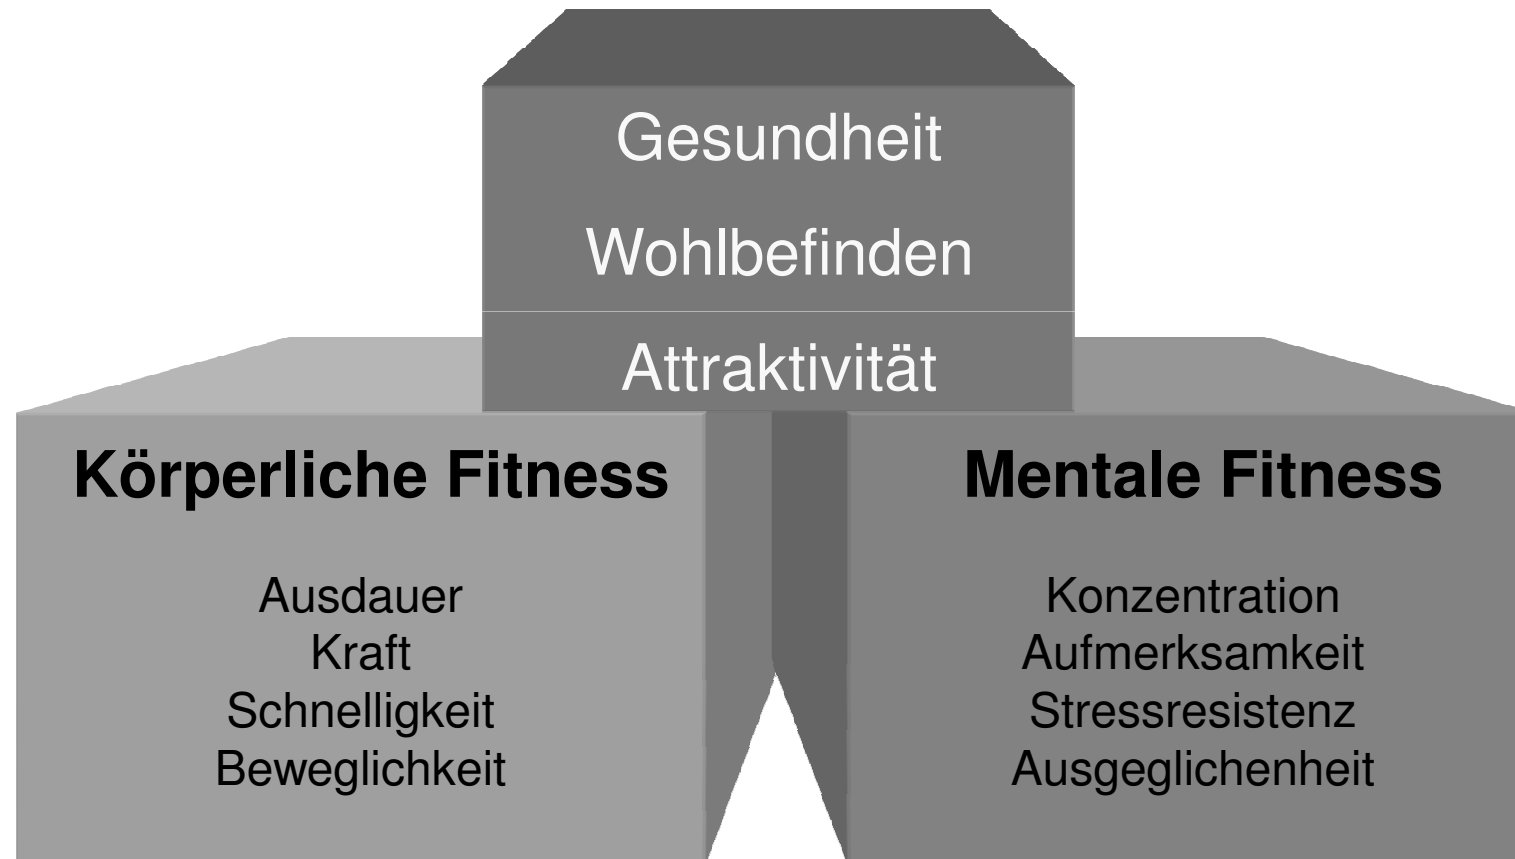 Gesundheit
Wohlbefinden
Attraktivität
Körperliche Fitness
Ausdauer
Kraft
Schnelligkeit
Beweglichkeit
Mentale Fitness
Konzentration
Aufmerksamkeit
Stressresistenz
Ausgeglichenheit